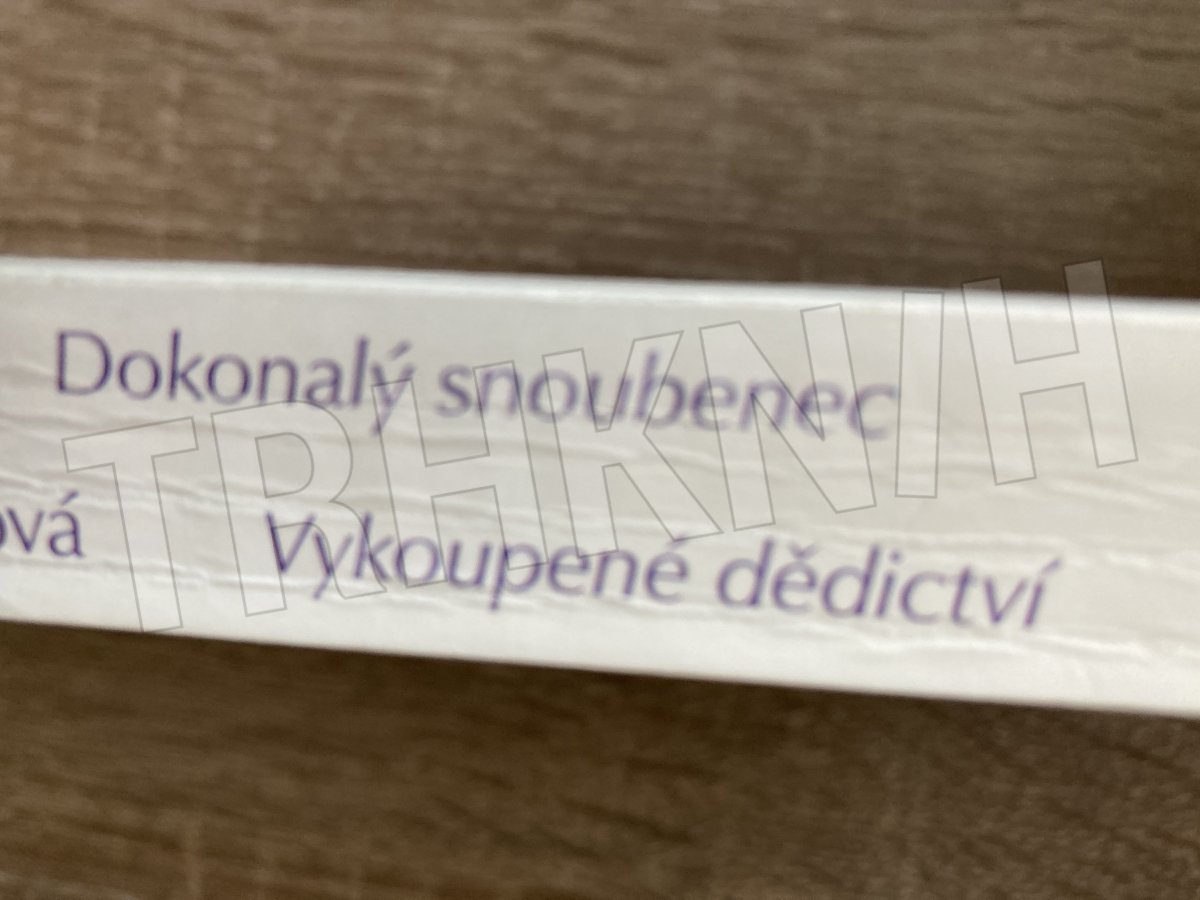 Dokonalý snoubenec
ová Vykoupené dědictví
TRHKNIH